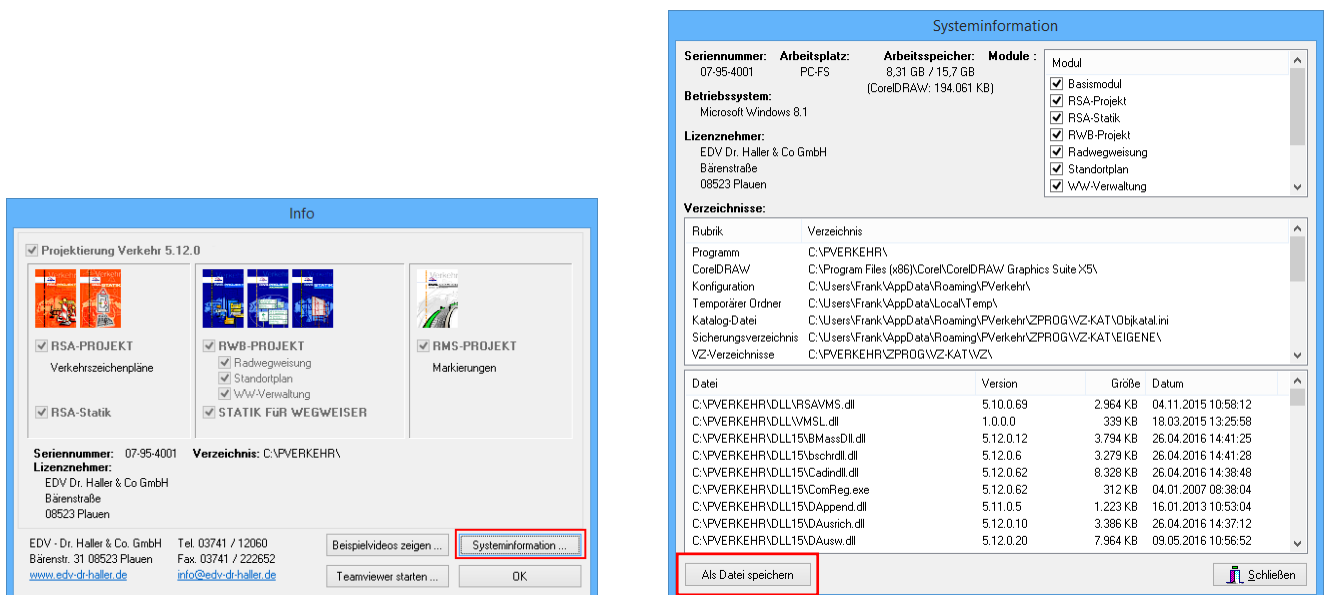 Info
Projektierung Verkehr 5.12.0
RSA-PROJEKT
Verkehrszeichenpläne
RSA-Statik
RWB-PROJEKT
Radwegweisung
Standortplan
WW-Verwaltung
STATIK FüR WEGWEISER
RMS-PROJEKT
Markierungen
Seriennummer: 07-95-4001 Verzeichnis: C:\PVERKEHR\
Lizenznehmer:
EDV Dr. Haller & Co GmbH
Bärenstraße
08523 Plauen
EDV - Dr. Haller & Co. GmbH Tel. 03741 / 12060
Bärenstr. 31 08523 Plauen Fax. 03741 / 222652
www.edv-dr-haller.de info@edv-dr-haller.de
Beispielvideos zeigen ... Systeminformation ...
Teamviewer starten ... OK
Systeminformation
Seriennummer: Arbeitsplatz: Arbeitsspeicher: Module :
07-95-4001 PC-FS 8,31 GB / 15,7 GB
(CorelDRAW: 194.061 KB)
Betriebssystem:
Microsoft Windows 8.1
Lizenznehmer:
EDV Dr. Haller & Co GmbH
Bärenstraße
08523 Plauen
Modul
Basismodul
RSA-Projekt
RSA-Statik
RWB-Projekt
Radwegweisung
Standortplan
WW-Verwaltung
Verzeichnisse:
Rubrik Verzeichnis
Programm C:\PVERKEHR\
CorelDRAW C:\Program Files (x86)\Corel\CorelDRAW Graphics Suite X5\
Konfiguration C:\Users\Frank\AppData\Roaming\PVerkehr\
Temporärer Ordner C:\Users\Frank\AppData\Local\Temp\
Katalog-Datei C:\Users\Frank\AppData\Roaming\PVerkehr\ZPROG\VZ-KAT\Objkatal.ini
Sicherungsverzeichnis C:\Users\Frank\AppData\Roaming\PVerkehr\ZPROG\VZ-KAT\EIGENE\
VZ-Verzeichnisse C:\PVERKEHR\ZPROG\VZ-KAT\VZ\
Datei Version Größe Datum
C:\PVERKEHR\DLL\RSAVMS.dll 5.10.0.69 2.964 KB 04.11.2015 10:58:12
C:\PVERKEHR\DLL\VMSL.dll 1.0.0.0 339 KB 18.03.2015 13:25:58
C:\PVERKEHR\DLL15\BMassDll.dll 5.12.0.12 3.794 KB 26.04.2016 14:41:25
C:\PVERKEHR\DLL15\bschrdll.dll 5.12.0.6 3.279 KB 26.04.2016 14:41:28
C:\PVERKEHR\DLL15\Cadindll.dll 5.12.0.62 8.328 KB 26.04.2016 14:38:48
C:\PVERKEHR\DLL15\ComReg.exe 5.12.0.62 312 KB 04.01.2007 08:38:04
C:\PVERKEHR\DLL15\DAppend.dll 5.11.0.5 1.223 KB 16.01.2013 10:53:04
C:\PVERKEHR\DLL15\DAusrich.dll 5.12.0.10 3.386 KB 26.04.2016 14:37:12
C:\PVERKEHR\DLL15\DAusw.dll 5.12.0.20 7.964 KB 09.05.2016 10:56:52
Als Datei speichern Schließen